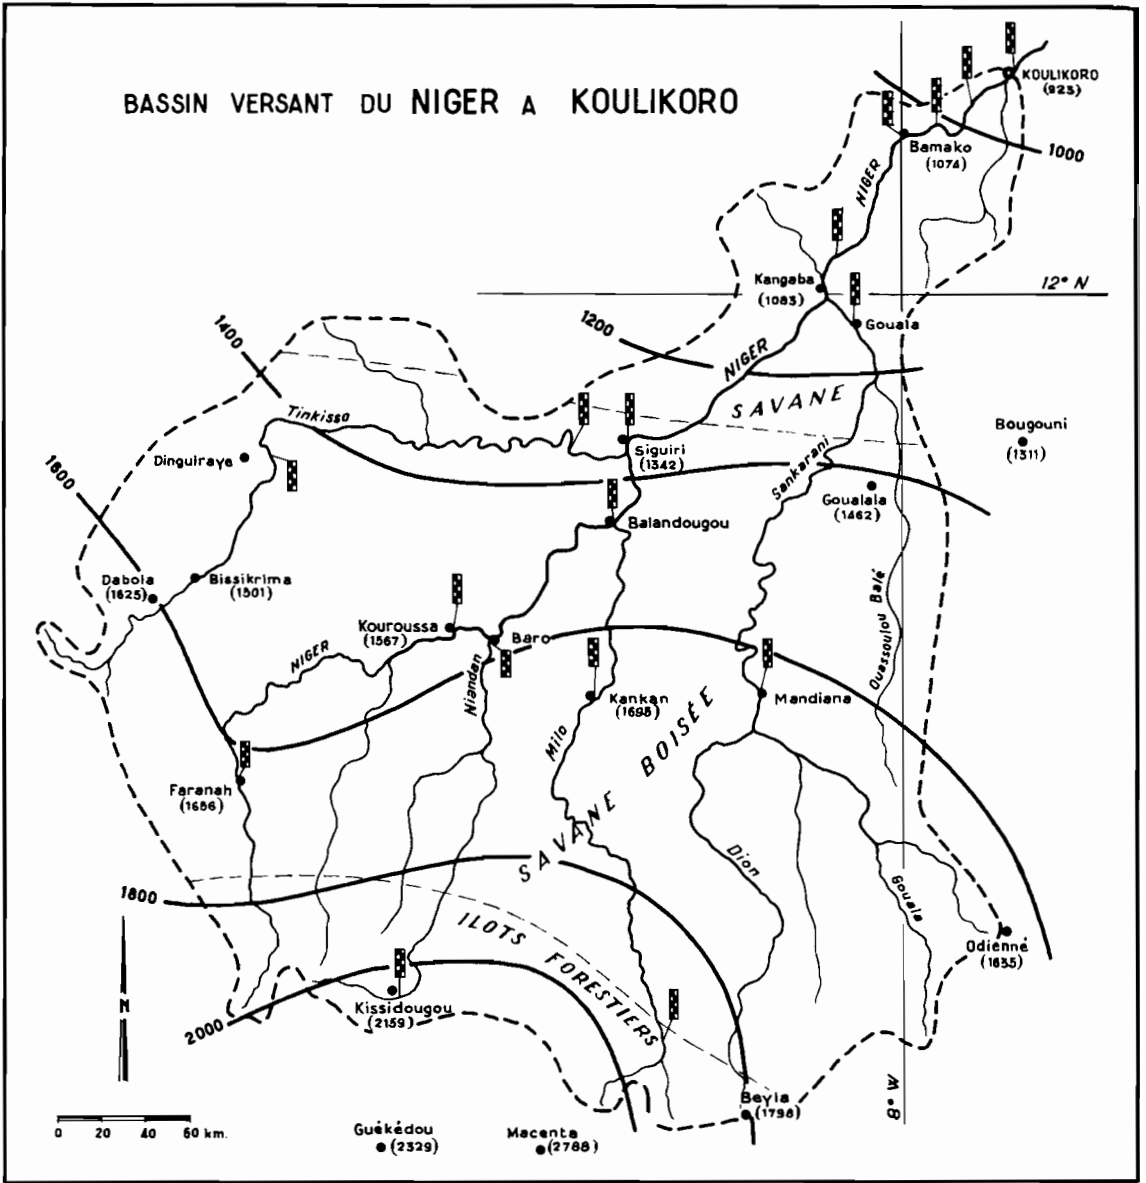 BASSIN VERSANT DU NIGER A KOULIKORO
KOULIKORO
(923)
Bamako
(1074)
1000
NIGER
Kangaba
(1083)
12° N
Gouala
1200
1400
NIGER
SAVANE
Tinkisso
Siguiri
(1342)
Bougouni
(1311)
Dinguiraye
Sankarani
Goualala
(1462)
1600
Balandougou
Dabola
(1625)
Bissikrima
(1501)
Ouassoulou Balé
Kouroussa
(1567)
Baro
NIGER
Niandan
Kankan
(1695)
Mandiana
Milo
SAVANE BOISÉE
Faranah
(1686)
Dion
Gouala
1800
ILOTS FORESTIERS
Odienné
(1635)
N
Kissidougou
(2159)
2000
Beyla
(1798)
8° W
0 20 40 60 km.
Guékédou
(2329)
Macenta
(2788)